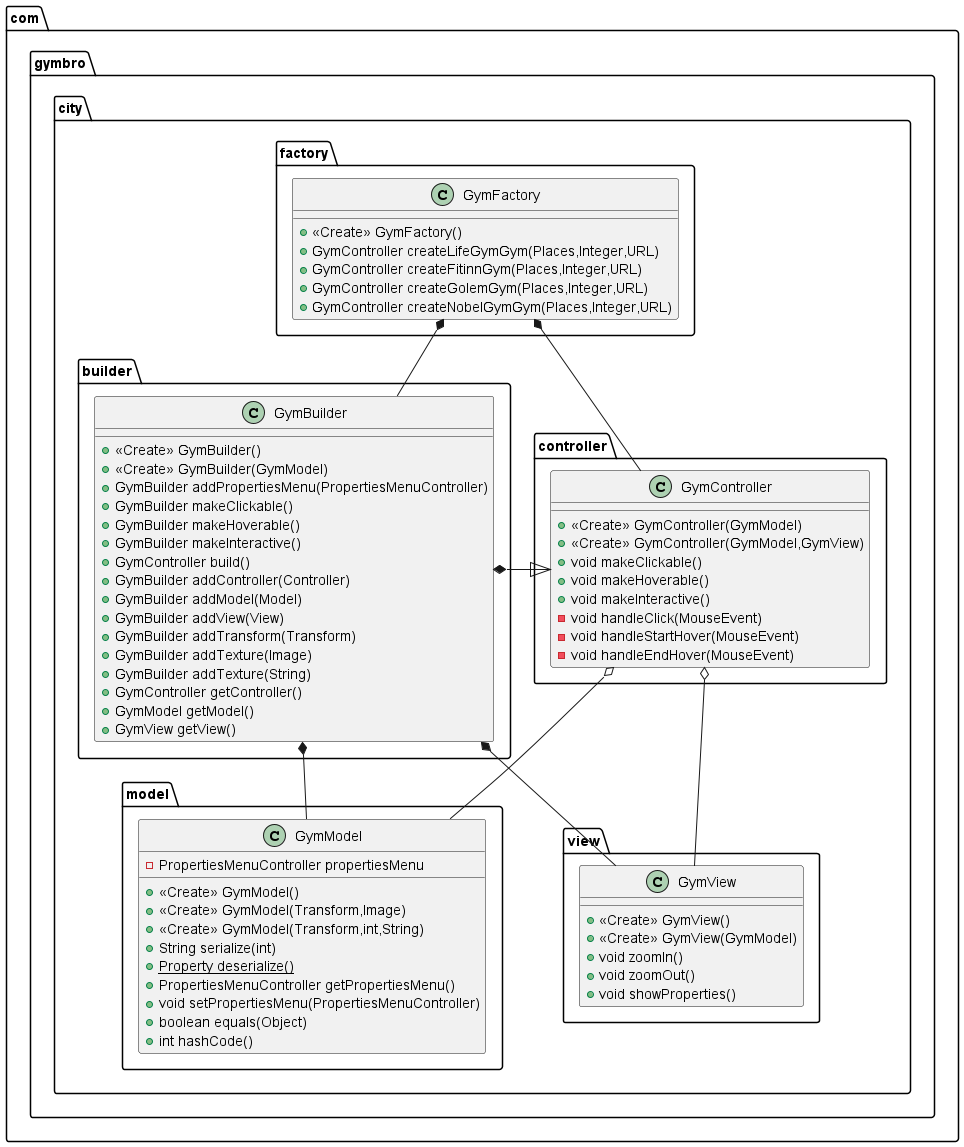 com
gymbro
city
factory
C GymFactory
«Create» GymFactory()
GymController createLifeGymGym(Places,Integer,URL)
GymController createFitinnGym(Places,Integer,URL)
GymController createGolemGym(Places,Integer,URL)
GymController createNobelGymGym(Places,Integer,URL)
builder
C GymBuilder
«Create» GymBuilder()
«Create» GymBuilder(GymModel)
GymBuilder addPropertiesMenu(PropertiesMenuController)
GymBuilder makeClickable()
GymBuilder makeHoverable()
GymBuilder makeInteractive()
GymController build()
GymBuilder addController(Controller)
GymBuilder addModel(Model)
GymBuilder addView(View)
GymBuilder addTransform(Transform)
GymBuilder addTexture(Image)
GymBuilder addTexture(String)
GymController getController()
GymModel getModel()
GymView getView()
controller
C GymController
«Create» GymController(GymModel)
«Create» GymController(GymModel,GymView)
void makeClickable()
void makeHoverable()
void makeInteractive()
void handleClick(MouseEvent)
void handleStartHover(MouseEvent)
void handleEndHover(MouseEvent)
model
C GymModel
PropertiesMenuController propertiesMenu
«Create» GymModel()
«Create» GymModel(Transform,Image)
«Create» GymModel(Transform,int,String)
String serialize(int)
Property deserialize()
PropertiesMenuController getPropertiesMenu()
void setPropertiesMenu(PropertiesMenuController)
boolean equals(Object)
int hashCode()
view
C GymView
«Create» GymView()
«Create» GymView(GymModel)
void zoomIn()
void zoomOut()
void showProperties()